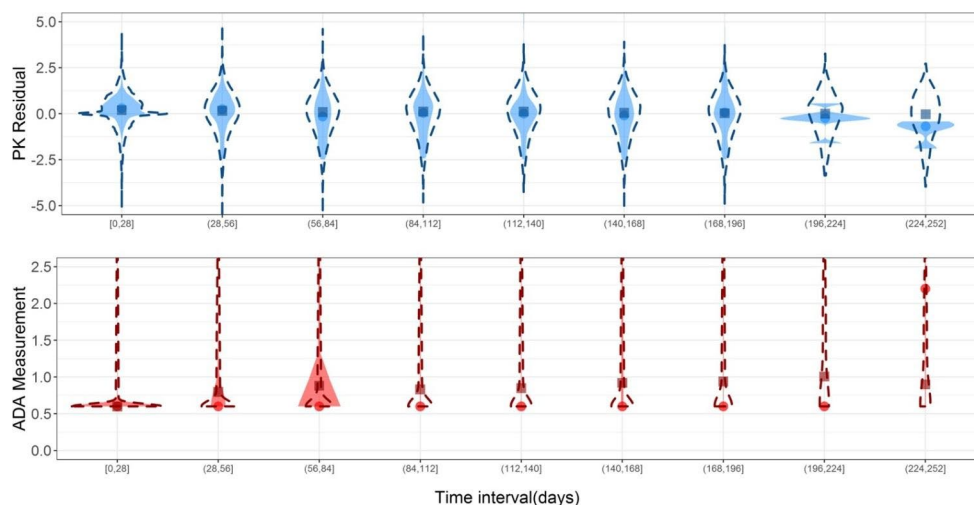 PK Residual
5.0
2.5
0.0
-2.5
-5.0
[0,28] (28,56] (56,84] (84,112] (112,140] (140,168] (168,196] (196,224] (224,252]
ADA Measurement
2.5
2.0
1.5
1.0
0.5
0.0
[0,28] (28,56] (56,84] (84,112] (112,140] (140,168] (168,196] (196,224] (224,252]
Time interval(days)